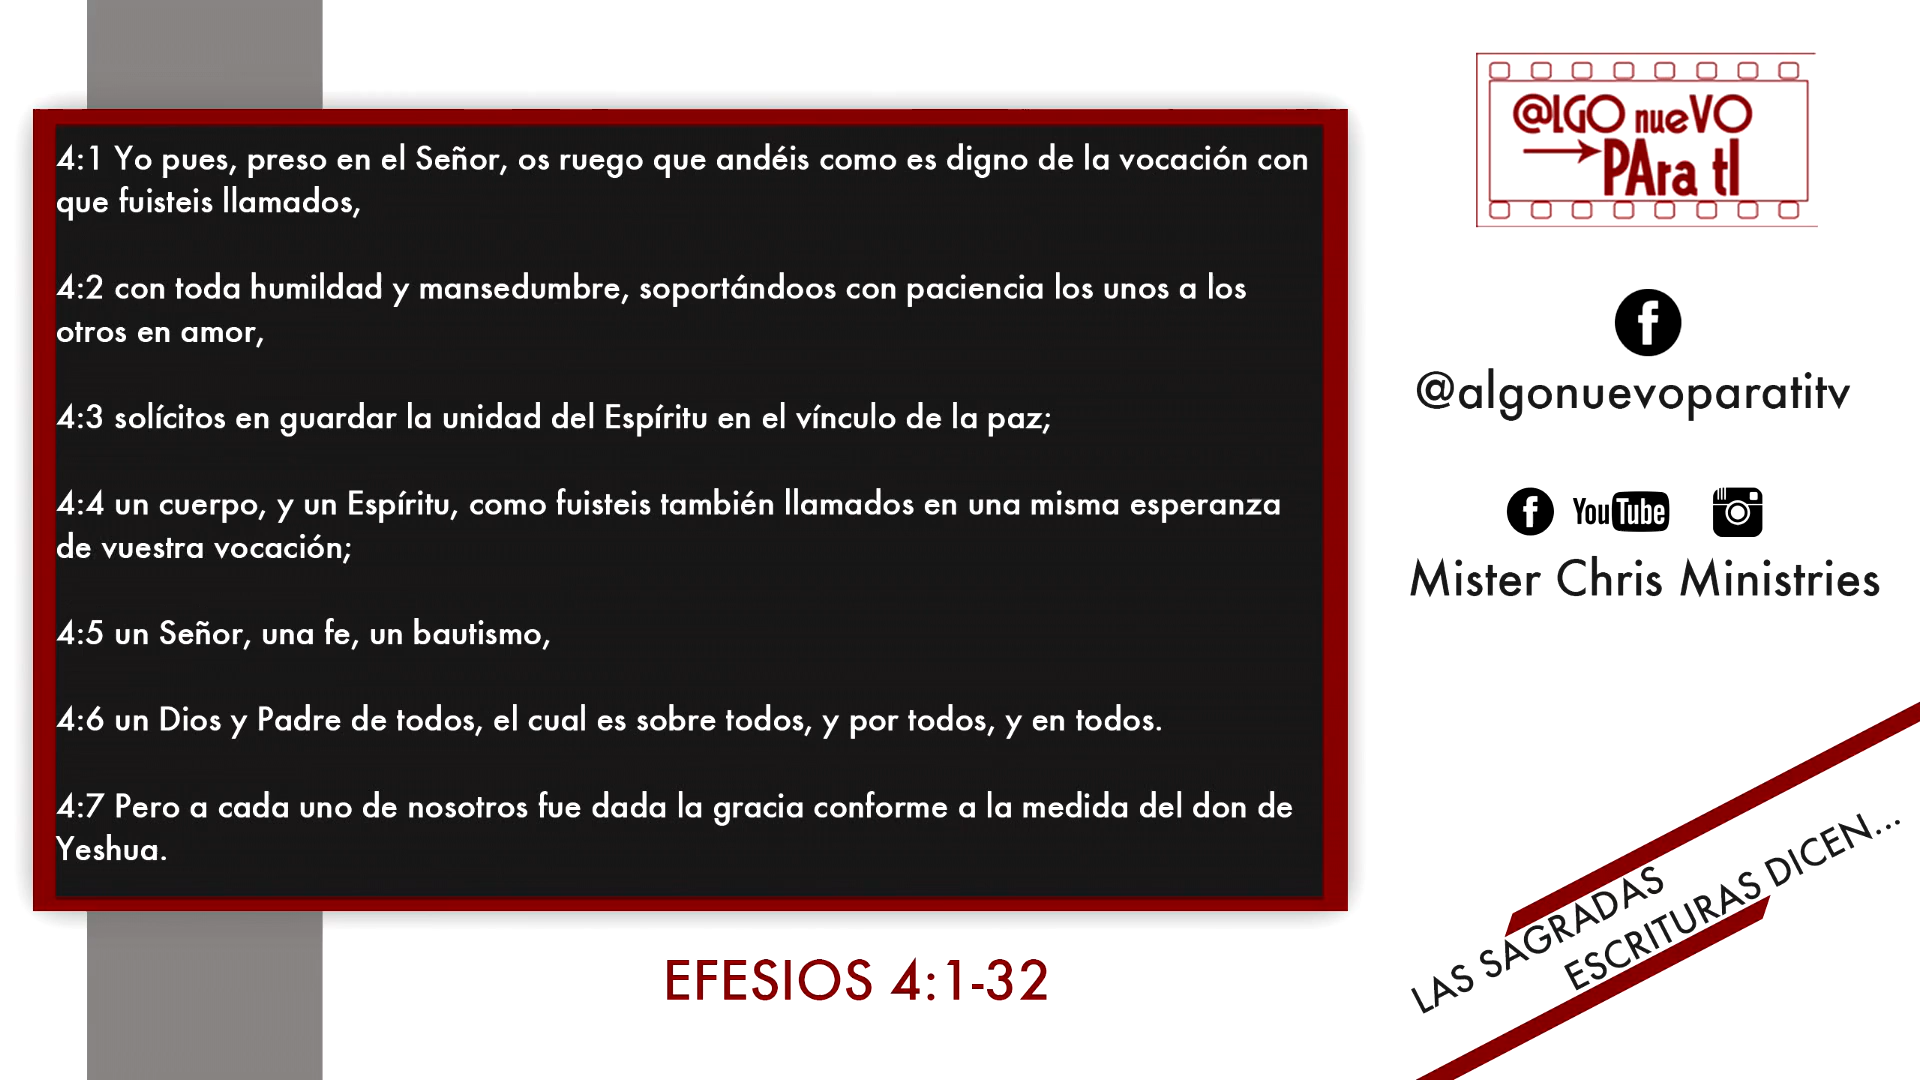 4:1 Yo pues, preso en el Señor, os ruego que andéis como es digno de la vocación con
que fuisteis llamados,
4:2 con toda humildad y mansedumbre, soportándoos con paciencia los unos a los
otros en amor,
4:3 solícitos en guardar la unidad del Espíritu en el vínculo de la paz;
4:4 un cuerpo, y un Espíritu, como fuisteis también llamados en una misma esperanza
de vuestra vocación;
4:5 un Señor, una fe, un bautismo,
4:6 un Dios y Padre de todos, el cual es sobre todos, y por todos, y en todos.
4:7 Pero a cada uno de nosotros fue dada la gracia conforme a la medida del don de
Yeshua.
EFESIOS 4:1-32
@lGO nueVO
PAra tI
f
@algonuevoparatitv
f YouTube
Mister Chris Ministries
LAS SAGRADAS
ESCRITURAS DICEN...